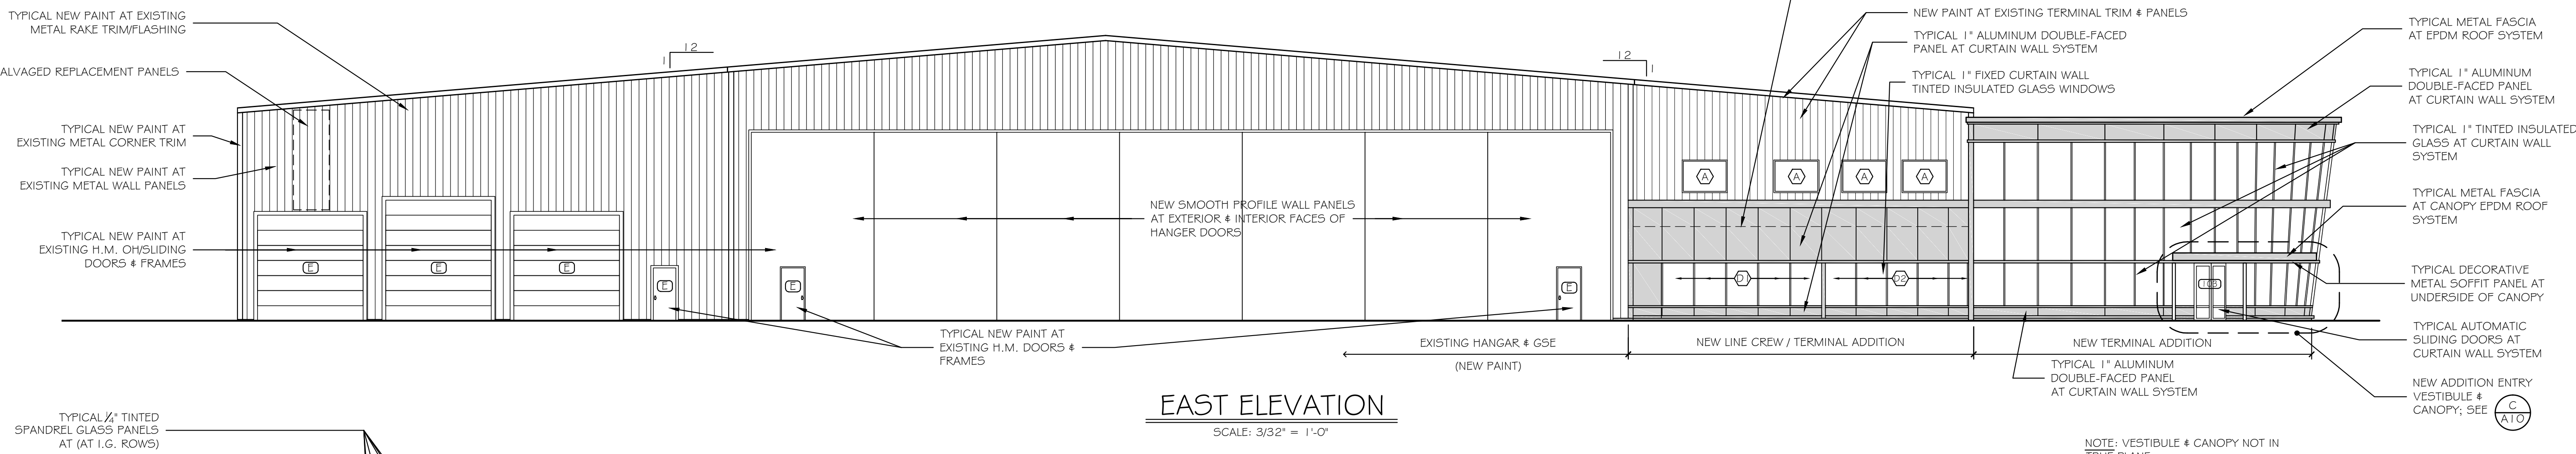 TYPICAL NEW PAINT AT EXISTING
METAL RAKE TRIM/FLASHING
ALVAGED REPLACEMENT PANELS
TYPICAL NEW PAINT AT
EXISTING METAL CORNER TRIM
TYPICAL NEW PAINT AT
EXISTING METAL WALL PANELS
TYPICAL NEW PAINT AT
EXISTING H.M. OH/SLIDING
DOORS & FRAMES
12
1
12
1
E
E
E
E
E
E
NEW SMOOTH PROFILE WALL PANELS
AT EXTERIOR & INTERIOR FACES OF
HANGER DOORS
TYPICAL NEW PAINT AT
EXISTING H.M. DOORS &
FRAMES
NEW PAINT AT EXISTING TERMINAL TRIM & PANELS
TYPICAL 1" ALUMINUM DOUBLE-FACED
PANEL AT CURTAIN WALL SYSTEM
TYPICAL 1" FIXED CURTAIN WALL
TINTED INSULATED GLASS WINDOWS
A
A
A
A
D1
D2
103
TYPICAL METAL FASCIA
AT EPDM ROOF SYSTEM
TYPICAL 1" ALUMINUM
DOUBLE-FACED PANEL
AT CURTAIN WALL SYSTEM
TYPICAL 1" TINTED INSULATED
GLASS AT CURTAIN WALL
SYSTEM
TYPICAL METAL FASCIA
AT CANOPY EPDM ROOF
SYSTEM
TYPICAL DECORATIVE
METAL SOFFIT PANEL AT
UNDERSIDE OF CANOPY
TYPICAL AUTOMATIC
SLIDING DOORS AT
CURTAIN WALL SYSTEM
NEW ADDITION ENTRY
VESTIBULE &
CANOPY; SEE
C
A10
EXISTING HANGAR & GSE
(NEW PAINT)
NEW LINE CREW / TERMINAL ADDITION
NEW TERMINAL ADDITION
TYPICAL 1" ALUMINUM
DOUBLE-FACED PANEL
AT CURTAIN WALL SYSTEM
EAST ELEVATION
SCALE: 3/32" = 1'-0"
TYPICAL 1/4" TINTED
SPANDREL GLASS PANELS
AT (AT I.G. ROWS)
NOTE: VESTIBULE & CANOPY NOT IN
TRUE PLANE